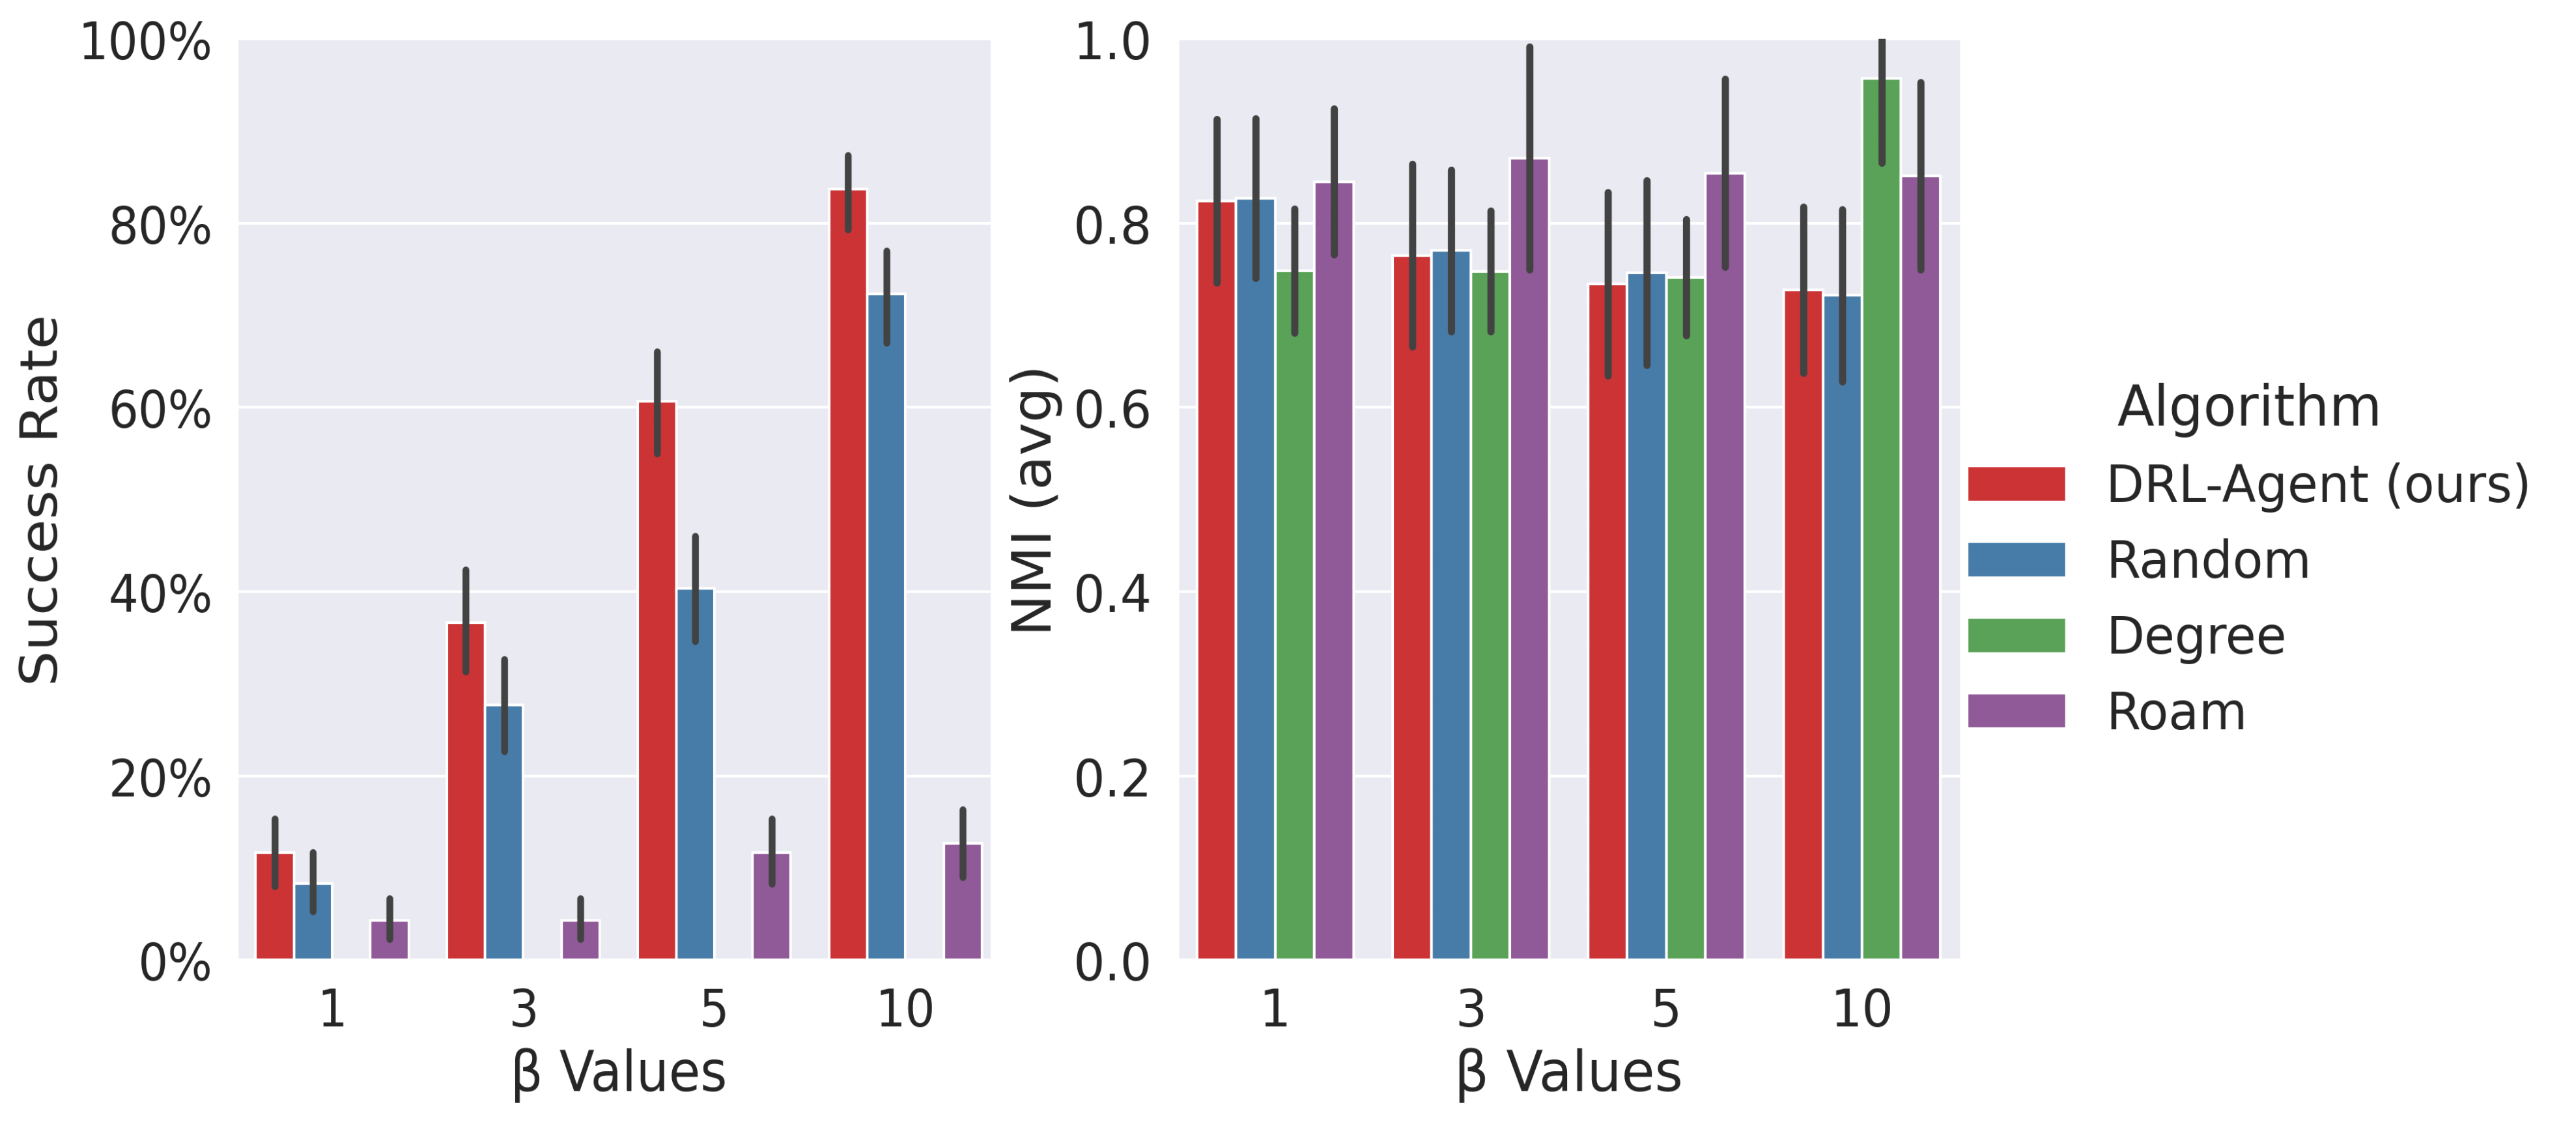 100%
80%
60%
40%
20%
0%
Success Rate
1 3 5 10
β Values
1.0
0.8
0.6
0.4
0.2
0.0
NMI (avg)
1 3 5 10
β Values
Algorithm
DRL-Agent (ours)
Random
Degree
Roam